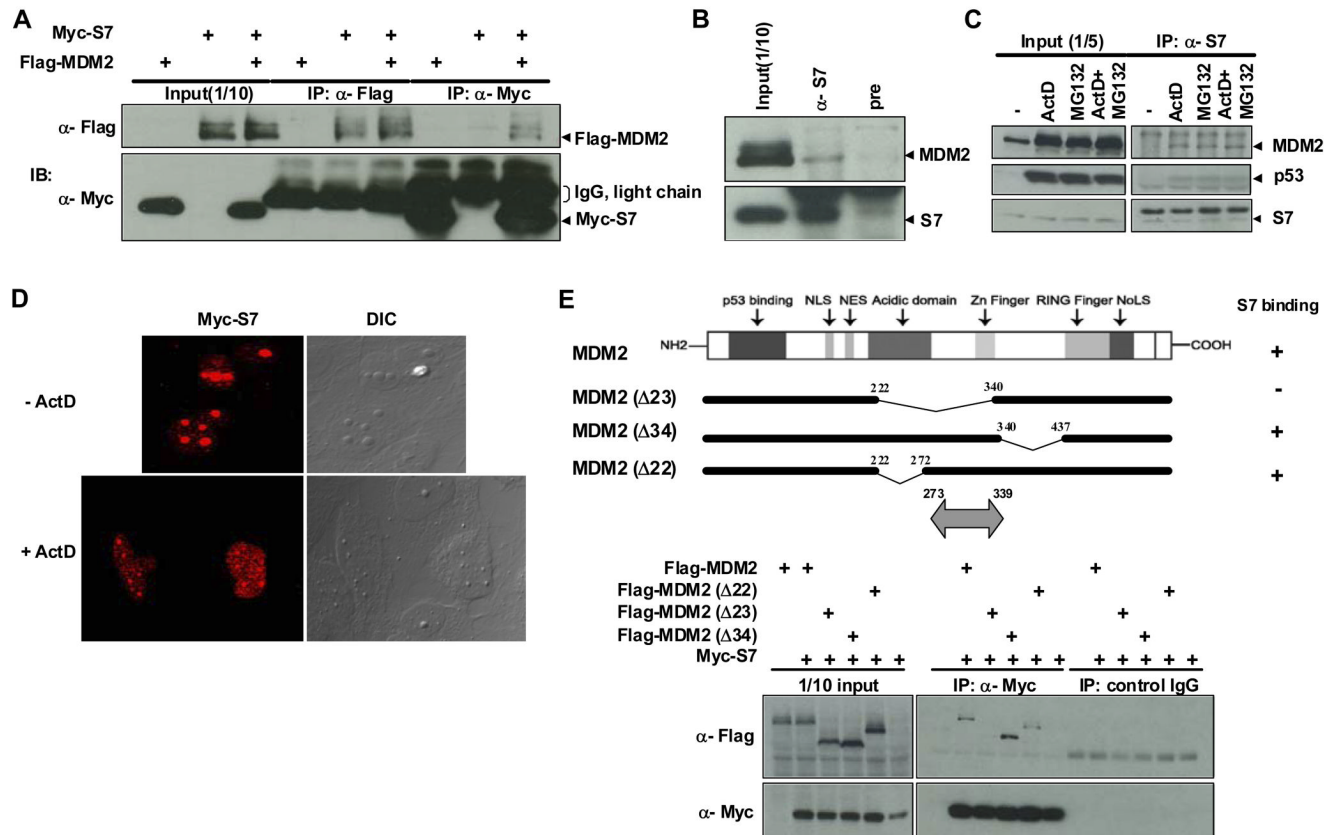 A
Myc-S7 + + + + + +
Flag-MDM2 + + + + + +
Input(1/10) IP: α- Flag IP: α- Myc
α- Flag
Flag-MDM2
IB:
α- Myc
IgG, light chain
Myc-S7
B
Input(1/10)
α- S7
pre
MDM2
S7
C
Input (1/5) IP: α- S7
- ActD MG132 ActD+ MG132 - ActD MG132 ActD+ MG132
MDM2
p53
S7
D
Myc-S7 DIC
- ActD
+ ActD
E
p53 binding NLS NES Acidic domain Zn Finger RING Finger NoLS
S7 binding
MDM2 NH2 COOH +
MDM2 (Δ23) 222 340 -
MDM2 (Δ34) 340 437 +
MDM2 (Δ22) 222 272 +
273 339
Flag-MDM2 + + + +
Flag-MDM2 (Δ22) + + +
Flag-MDM2 (Δ23) + + +
Flag-MDM2 (Δ34) + + +
Myc-S7 + + + + + + + + + + + + + + +
1/10 input IP: α- Myc IP: control IgG
α- Flag
α- Myc